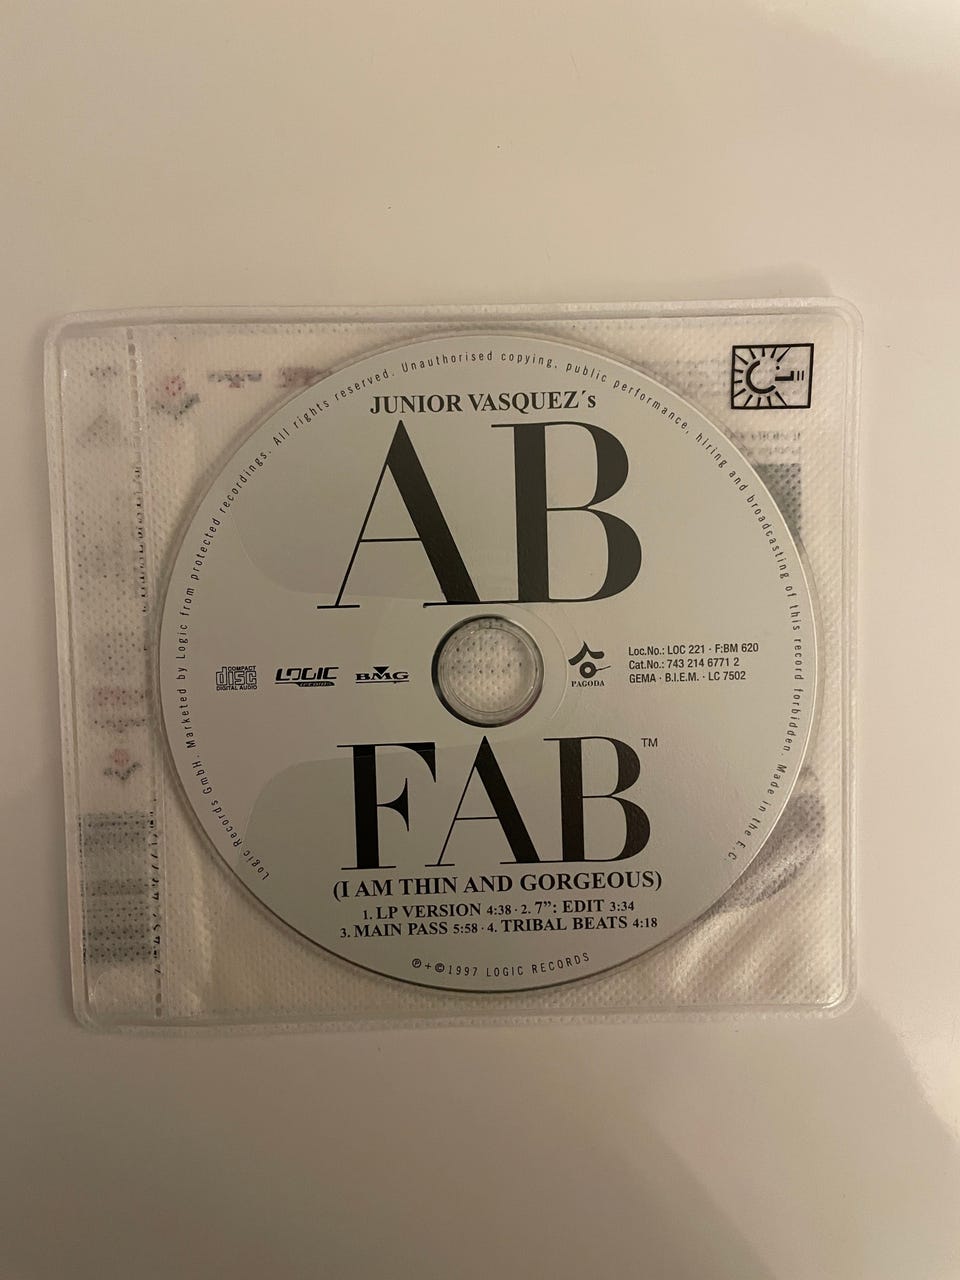 Logic Records GmbH. Marketed by Logic from protected recordings. All rights reserved. Unauthorised copying, public performance, hiring and broadcasting of this record forbidden. Made in the E.C.
JUNIOR VASQUEZ´s
AB
COMPACT
disc
DIGITAL AUDIO
LOGIC
records
BMG
PAGODA
Loc.No.: LOC 221 · F:BM 620
Cat.No.: 743 214 6771 2
GEMA · B.I.E.M. · LC 7502
FAB™
(I AM THIN AND GORGEOUS)
1. LP VERSION 4:38 · 2. 7”: EDIT 3:34
3. MAIN PASS 5:58 · 4. TRIBAL BEATS 4:18
℗+©1997 LOGIC RECORDS